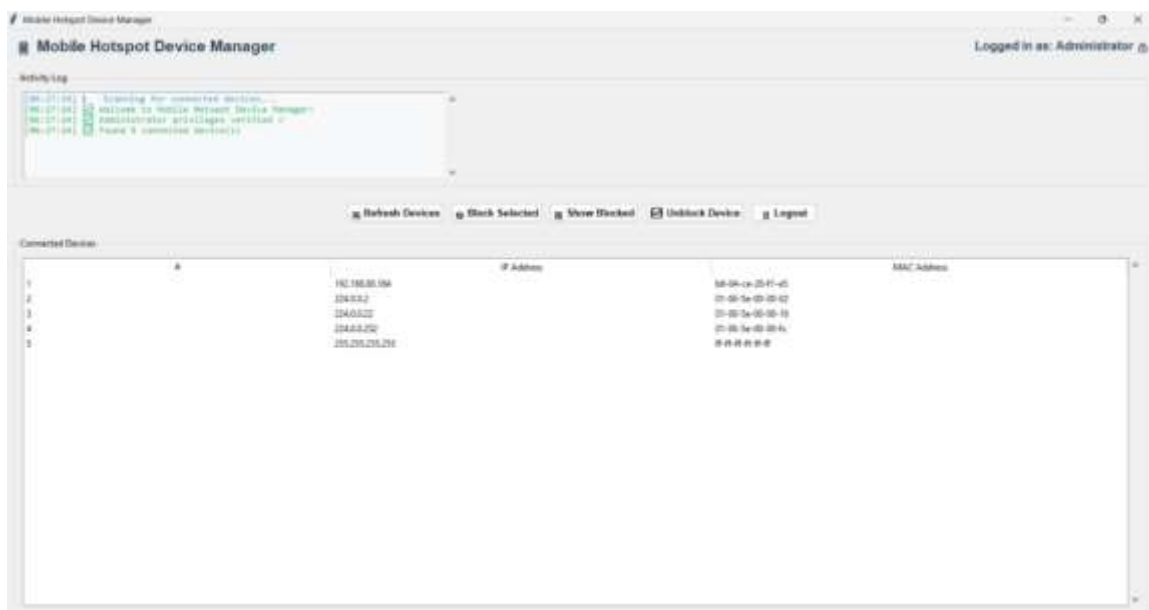 Mobile Hotspot Device Manager
Mobile Hotspot Device Manager
Logged in as: Administrator
Activity Log
Scanning for connected devices...
Welcome to Mobile Hotspot Device Manager
Administrator privileges verified
Found 5 connected device(s)
Refresh Devices Block Selected Show Blocked Unblock Device Logout
Connected Devices
# IP Address MAC Address
1
2 224.0.0.2 01-00-5e-00-00-02
3 224.0.0.22 01-00-5e-00-00-16
4 224.0.0.252 01-00-5e-00-00-fc
5 255.255.255.255 ff-ff-ff-ff-ff-ff